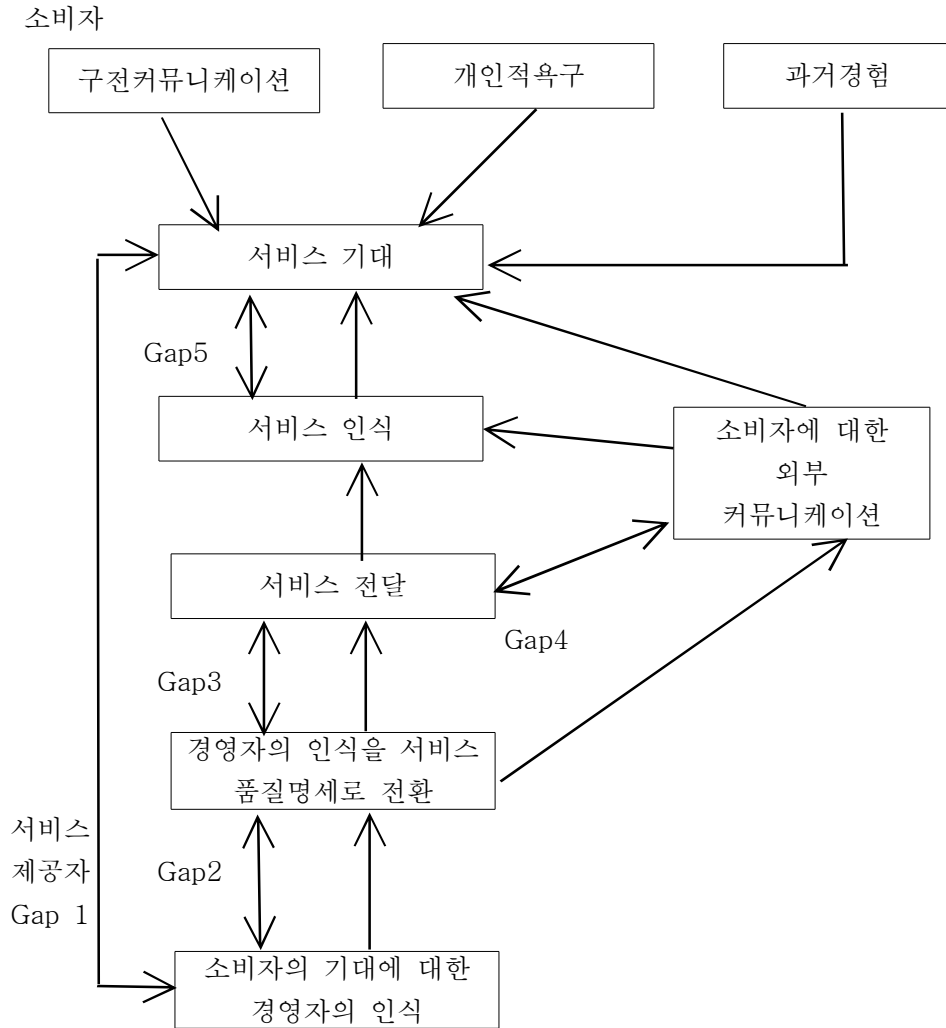 소비자
구전커뮤니케이션
개인적욕구
과거경험
서비스 기대
Gap5
서비스 인식
소비자에 대한
외부
커뮤니케이션
서비스 전달
Gap4
Gap3
경영자의 인식을 서비스
품질명세로 전환
서비스
제공자
Gap 1
Gap2
소비자의 기대에 대한
경영자의 인식